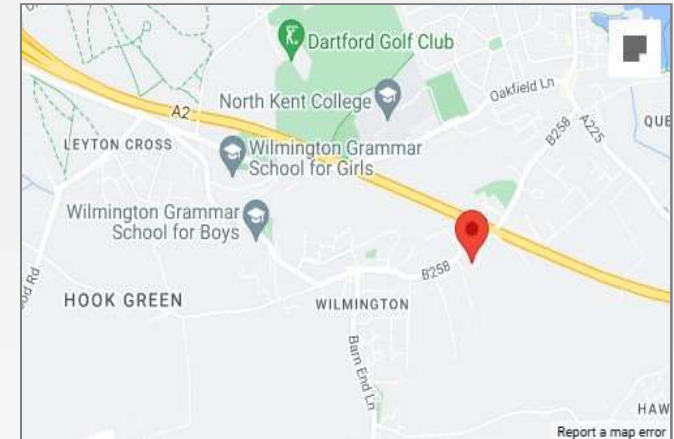 Dartford Golf Club
North Kent College
Oakfield Ln
A2
LEYTON CROSS
Wilmington Grammar
School for Girls
B258
A225
QUE
Wilmington Grammar
School for Boys
B258
HOOK GREEN
WILMINGTON
Barn End Ln
HAW
Report a map error